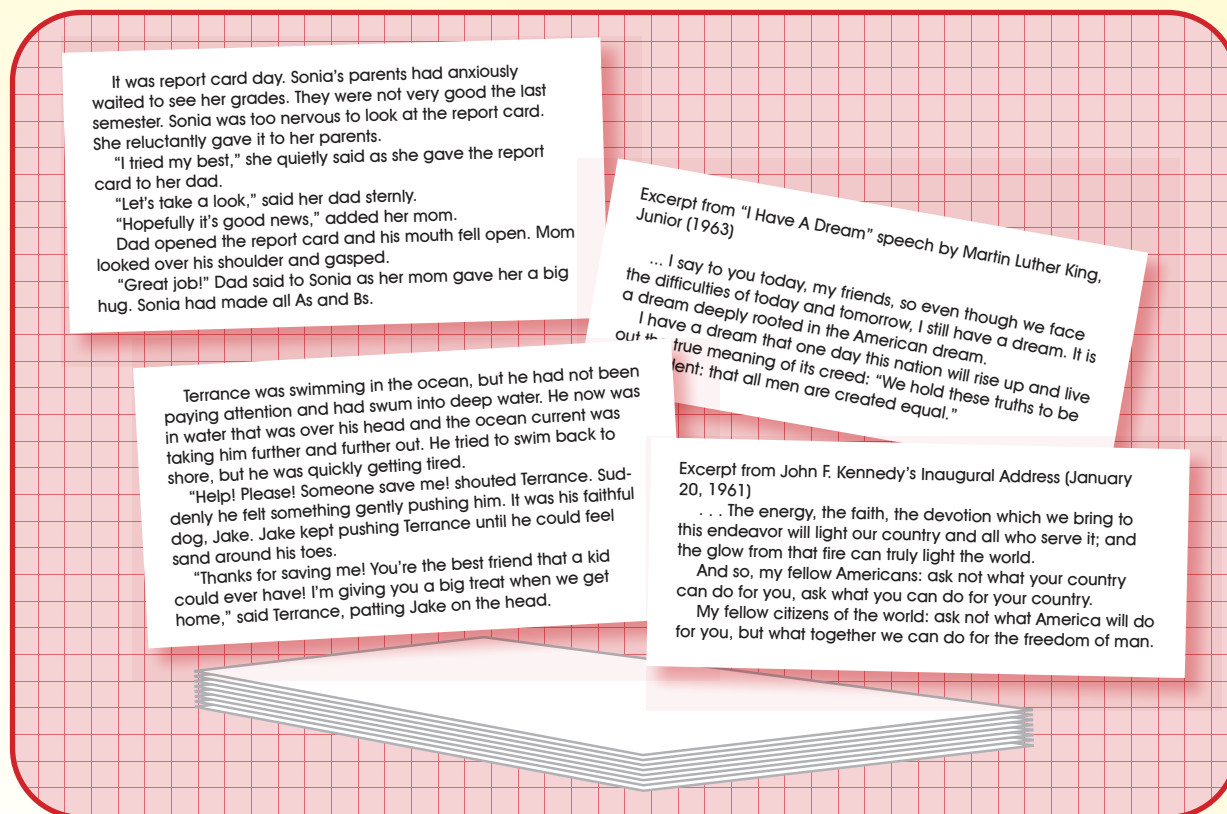 It was report card day. Sonia's parents had anxiously
waited to see her grades. They were not very good the last
semester. Sonia was too nervous to look at the report card.
She reluctantly gave it to her parents.
"I tried my best," she quietly said as she gave the report
card to her dad.
"Let's take a look," said her dad sternly.
"Hopefully it's good news," added her mom.
Dad opened the report card and his mouth fell open. Mom
looked over his shoulder and gasped.
"Great job!" Dad said to Sonia as her mom gave her a big
hug. Sonia had made all As and Bs.
Excerpt from "I Have A Dream" speech by Martin Luther King,
Junior (1963)
... I say to you today, my friends, so even though we face
the difficulties of today and tomorrow, I still have a dream. It is
a dream deeply rooted in the American dream.
I have a dream that one day this nation will rise up and live
out the true meaning of its creed: "We hold these truths to be
that all men are created equal."
Terrance was swimming in the ocean, but he had not been
paying attention and had swum into deep water. He now was
in water that was over his head and the ocean current was
taking him further and further out. He tried to swim back to
shore, but he was quickly getting tired.
"Help! Please! Someone save me! shouted Terrance. Sud-
denly he felt something gently pushing him. It was his faithful
dog, Jake. Jake kept pushing Terrance until he could feel
sand around his toes.
"Thanks for saving me! You're the best friend that a kid
could ever have! I'm giving you a big treat when we get
home," said Terrance, patting Jake on the head.
Excerpt from John F. Kennedy's Inaugural Address (January
20, 1961)
. . . The energy, the faith, the devotion which we bring to
this endeavor will light our country and all who serve it; and
the glow from that fire can truly light the world.
And so, my fellow Americans: ask not what your country
can do for you, ask what you can do for your country.
My fellow citizens of the world: ask not what America will do
for you, but what together we can do for the freedom of man.